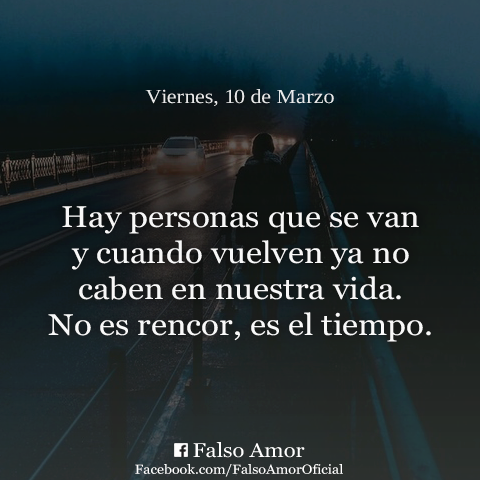 Viernes, 10 de Marzo
Hay personas que se van
y cuando vuelven ya no
caben en nuestra vida.
No es rencor, es el tiempo.
Falso Amor
Facebook.com/FalsoAmorOficial